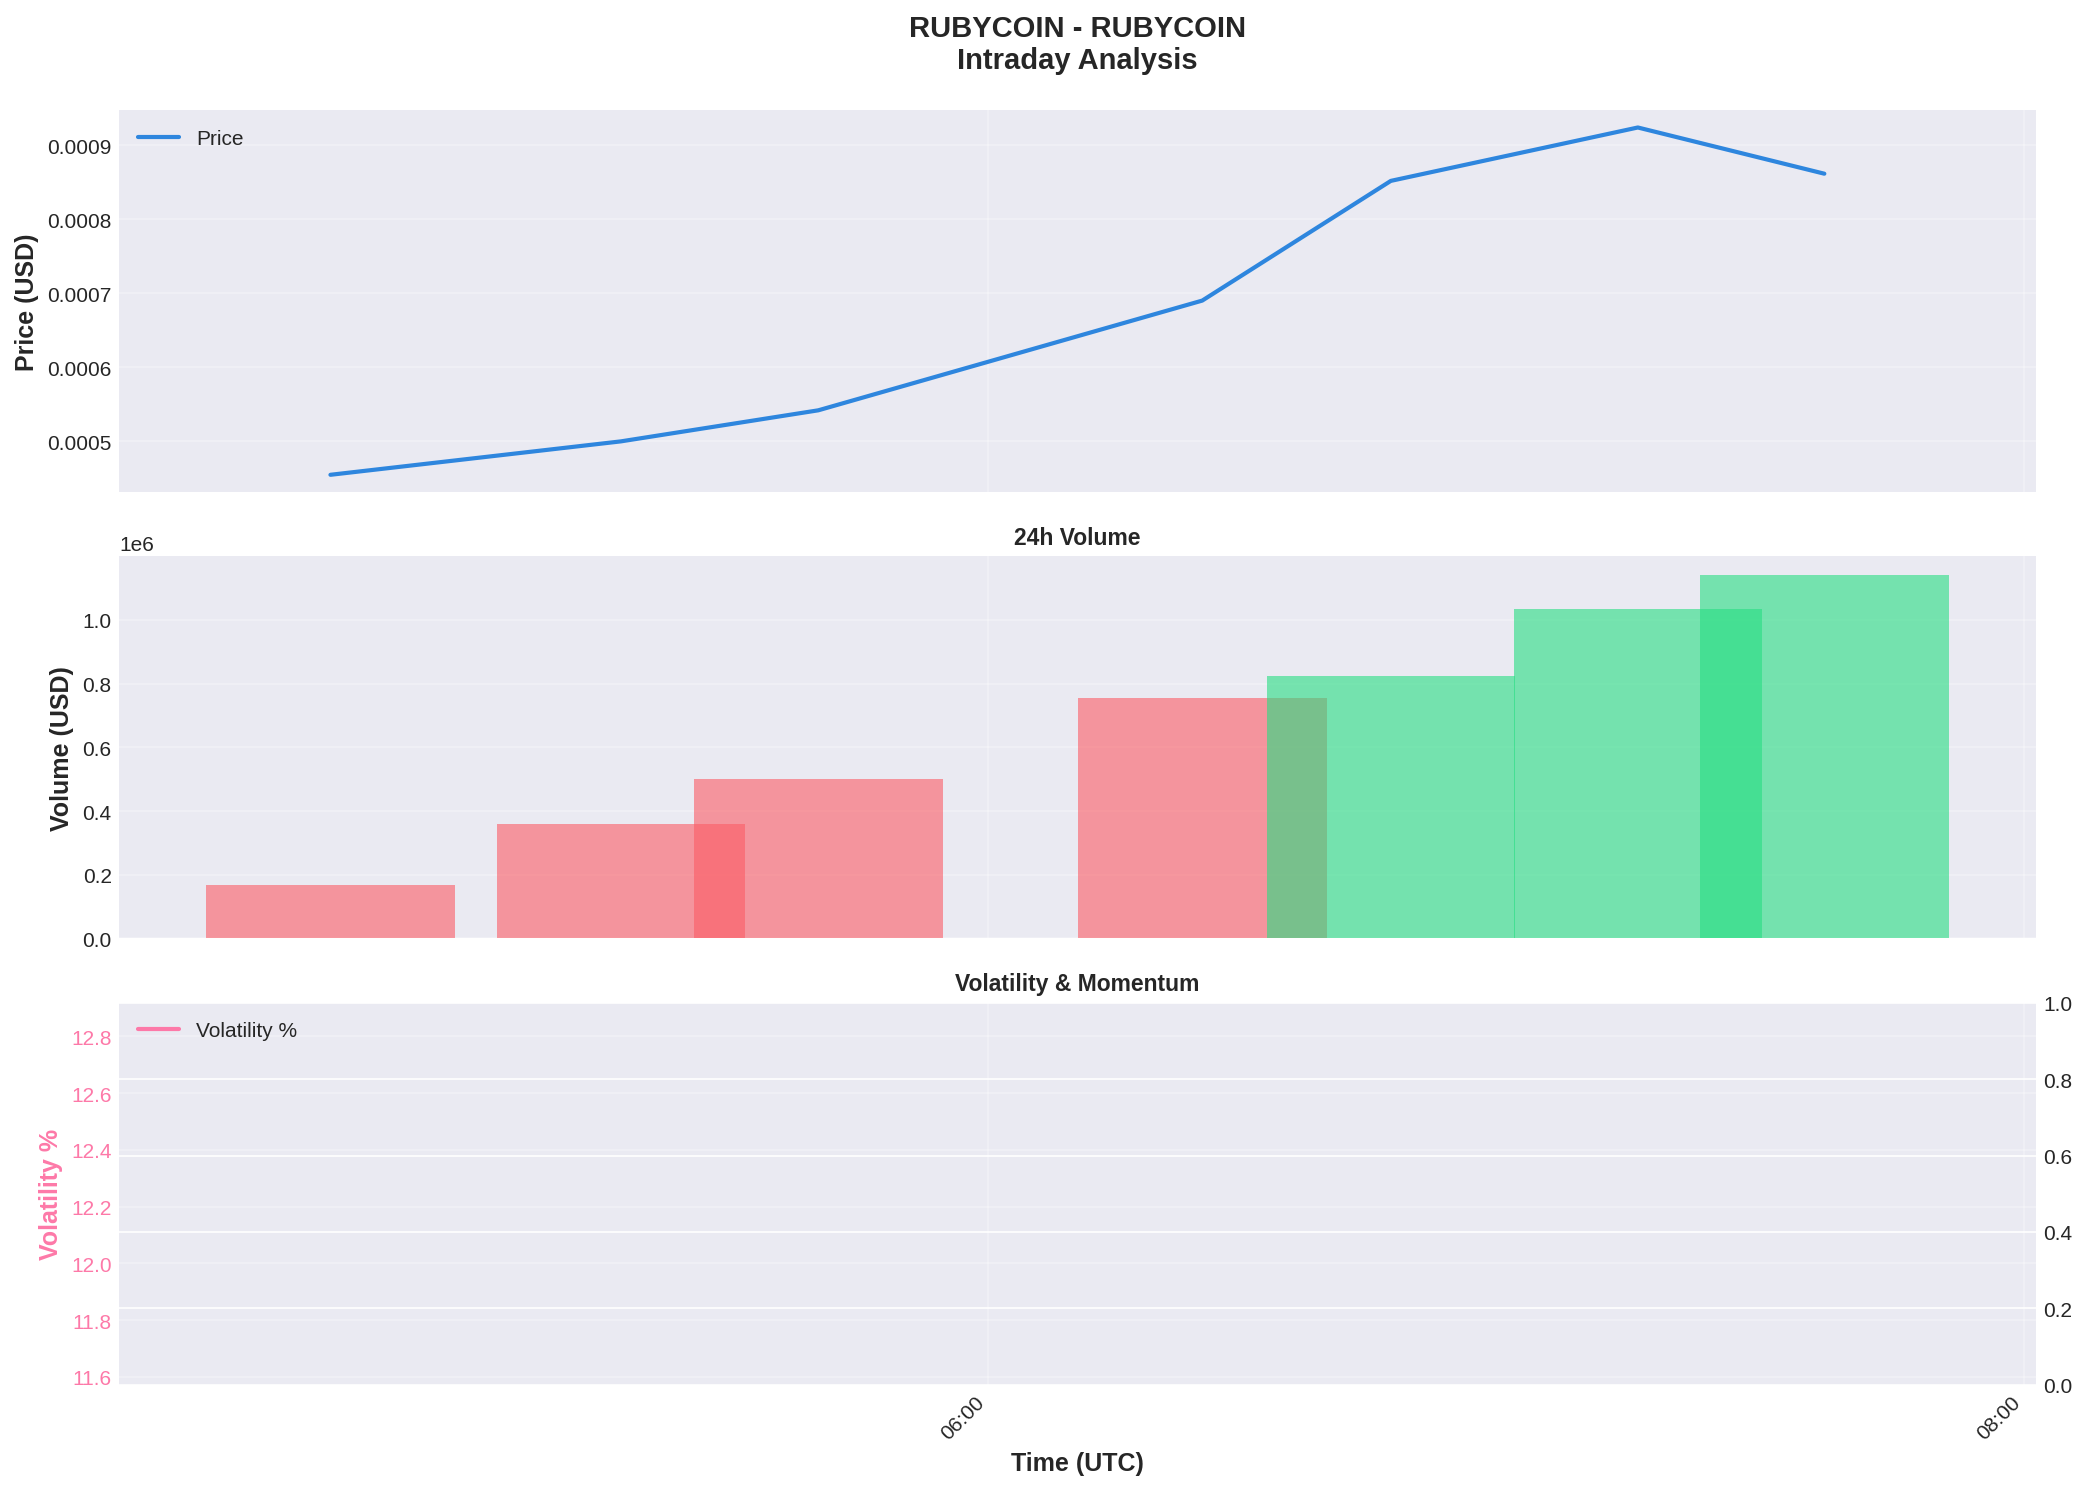 RUBYCOIN - RUBYCOIN
Intraday Analysis
Price
0.0009
0.0008
0.0007
0.0006
0.0005
Price (USD)
24h Volume
1e6
1.0
0.8
0.6
0.4
0.2
0.0
Volume (USD)
Volatility & Momentum
Volatility %
12.8
12.6
12.4
12.2
12.0
11.8
11.6
Volatility %
1.0
0.8
0.6
0.4
0.2
0.0
06:00
08:00
Time (UTC)